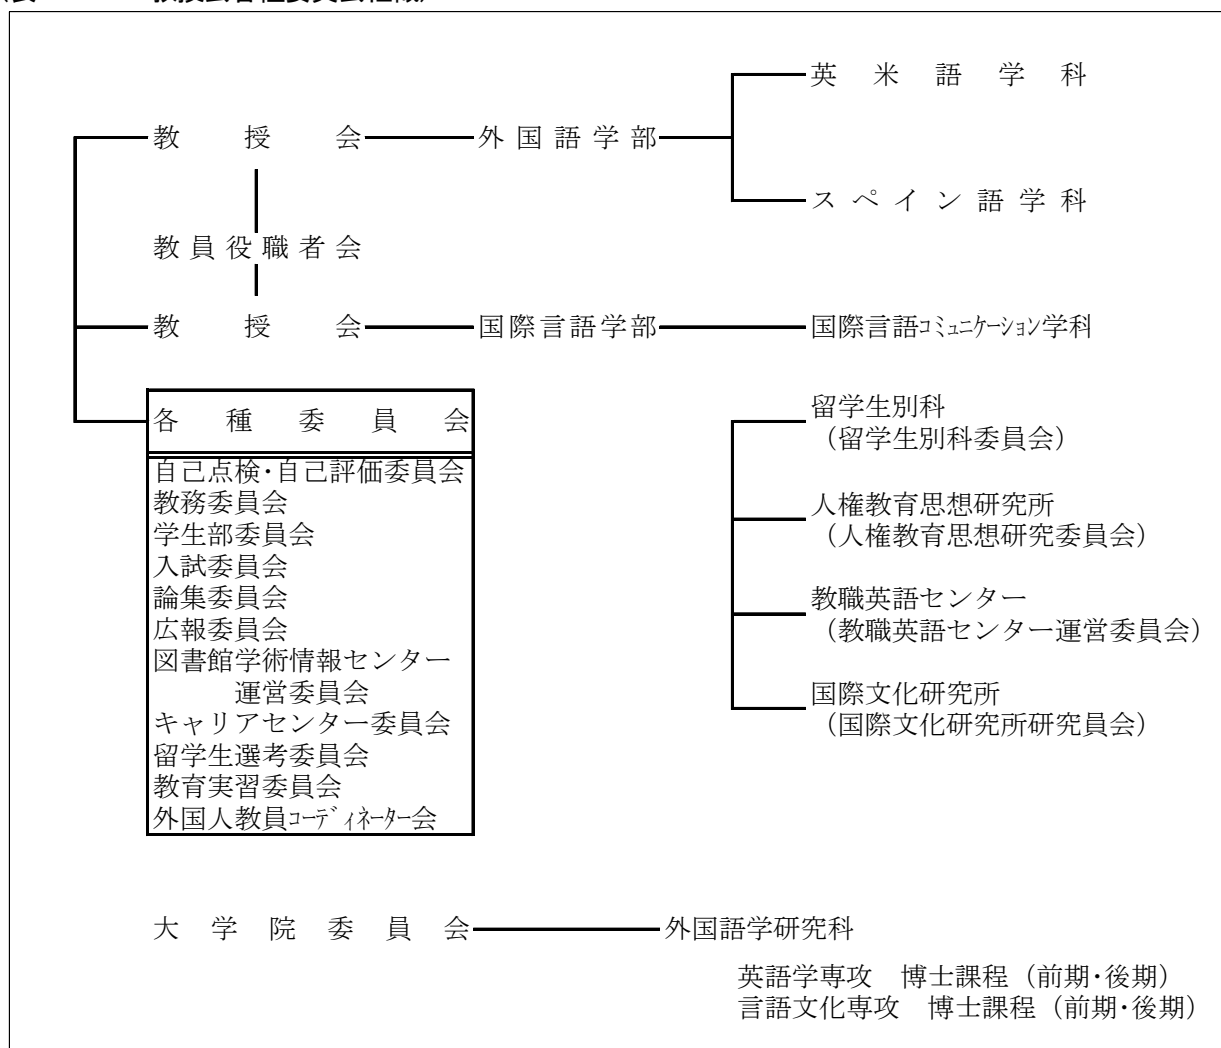 英米語学科
教授会 外国語学部
スペイン語学科
教員役職者会
教授会 国際言語学部 国際言語コミュニケーション学科
各種委員会
自己点検・自己評価委員会
教務委員会
学生部委員会
入試委員会
論集委員会
広報委員会
図書館学術情報センター
運営委員会
キャリアセンター委員会
留学生選考委員会
教育実習委員会
外国人教員コーディネーター会
留学生別科
（留学生別科委員会）
人権教育思想研究所
（人権教育思想研究委員会）
教職英語センター
（教職英語センター運営委員会）
国際文化研究所
（国際文化研究所研究員会）
大学院委員会 外国語学研究科
英語学専攻　博士課程（前期・後期）
言語文化専攻　博士課程（前期・後期）